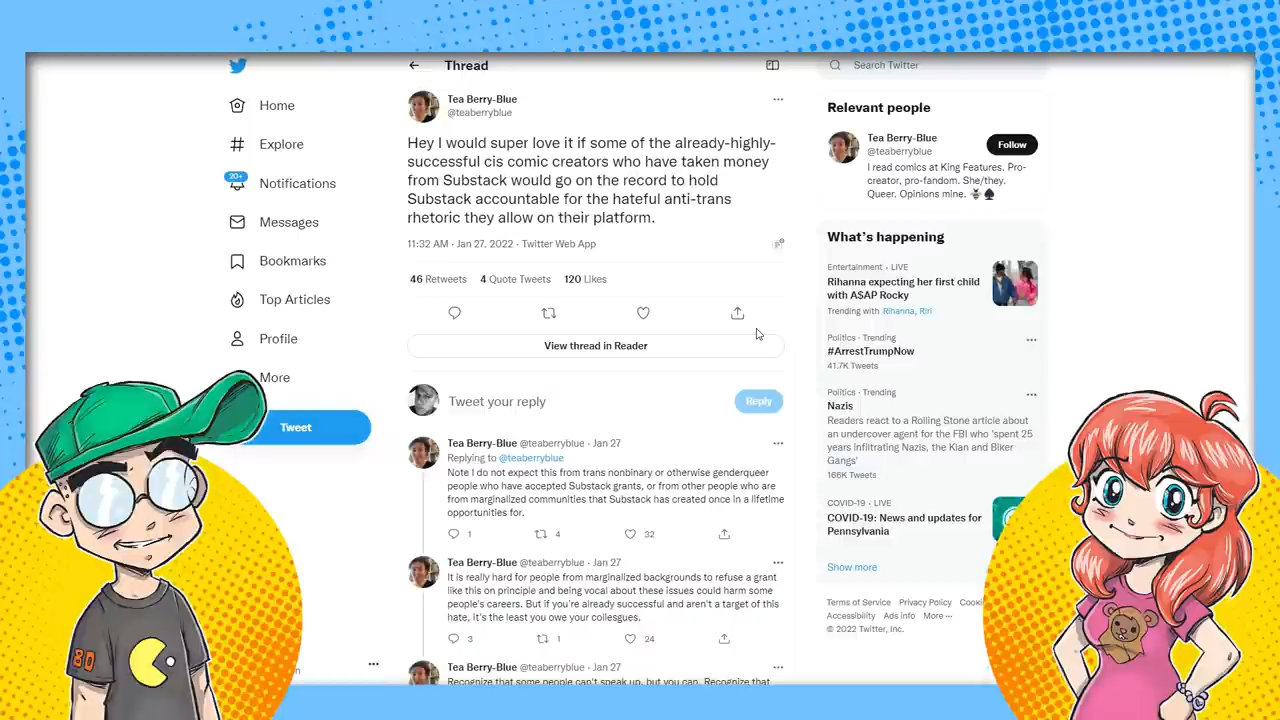 Thread
Search Twitter
Home
Explore
20+
Notifications
Messages
Bookmarks
Top Articles
Profile
More
Tweet
Tea Berry-Blue
@teaberryblue
Hey I would super love it if some of the already-highly-
successful cis comic creators who have taken money
from Substack would go on the record to hold
Substack accountable for the hateful anti-trans
rhetoric they allow on their platform.
11:32 AM · Jan 27, 2022 · Twitter Web App
46 Retweets 4 Quote Tweets 120 Likes
View thread in Reader
Tweet your reply
Reply
Tea Berry-Blue @teaberryblue · Jan 27
Replying to @teaberryblue
Note I do not expect this from trans nonbinary or otherwise genderqueer
people who have accepted Substack grants, or from other people who are
from marginalized communities that Substack has created once in a lifetime
opportunities for.
1 4 32
Tea Berry-Blue @teaberryblue · Jan 27
It is really hard for people from marginalized backgrounds to refuse a grant
like this on principle and being vocal about these issues could harm some
people's careers. But if you're already successful and aren't a target of this
hate, it's the least you owe your colleagues.
3 1 24
Tea Berry-Blue @teaberryblue · Jan 27
Recognize that some people can't speak up, but you can. Recognize that
Relevant people
Tea Berry-Blue
@teaberryblue
Follow
I read comics at King Features. Pro-
creator, pro-fandom. She/they.
Queer. Opinions mine.
What's happening
Entertainment · LIVE
Rihanna expecting her first child
with A$AP Rocky
Trending with Rihanna, RiRi
Politics · Trending
#ArrestTrumpNow
41.7K Tweets
Politics · Trending
Nazis
Readers react to a Rolling Stone article about
an undercover agent for the FBI who 'spent 25
years infiltrating Nazis, the Klan and Biker
Gangs'
166K Tweets
COVID-19 · LIVE
COVID-19: News and updates for
Pennsylvania
Show more
Terms of Service Privacy Policy Cooki
Accessibility Ads info More
© 2022 Twitter, Inc.
80